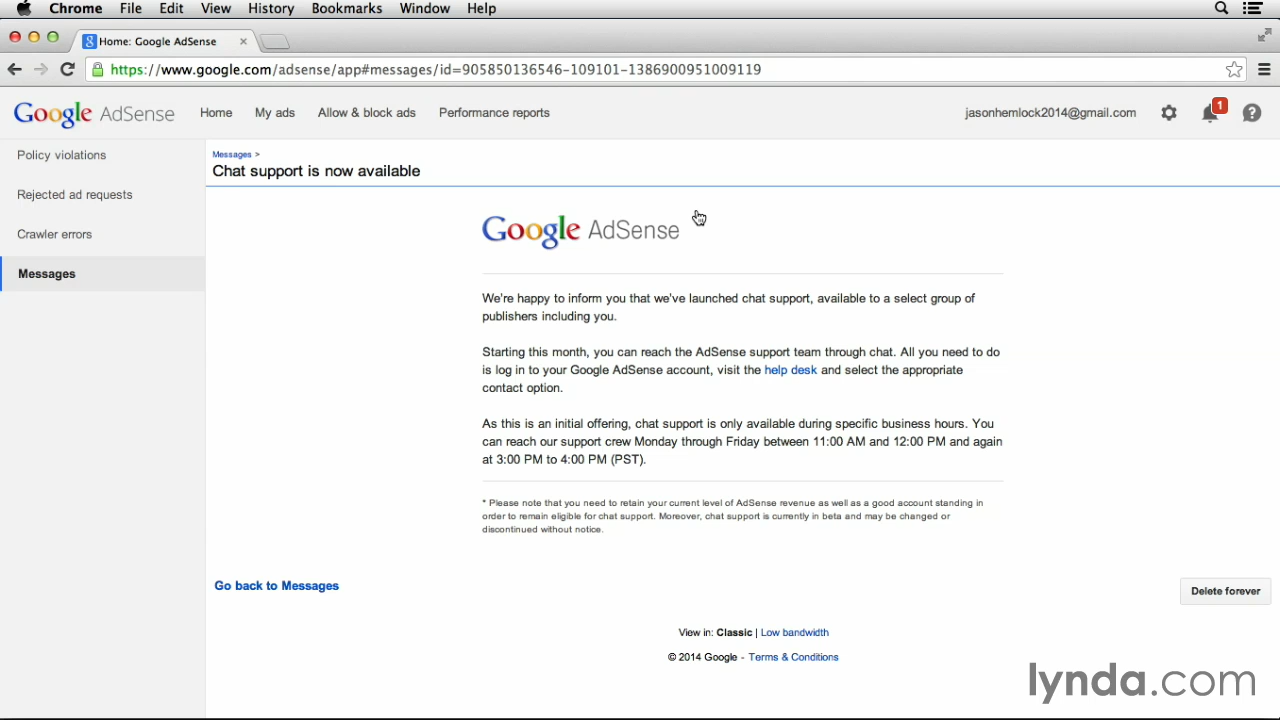 Chrome File Edit View History Bookmarks Window Help
Home: Google AdSense
https://www.google.com/adsense/app#messages/id=905850136546-109101-1386900951009119
Google AdSense Home My ads Allow & block ads Performance reports jasonhemlock2014@gmail.com 1
Policy violations
Rejected ad requests
Crawler errors
Messages
Messages >
Chat support is now available
Google AdSense
We're happy to inform you that we've launched chat support, available to a select group of
publishers including you.
Starting this month, you can reach the AdSense support team through chat. All you need to do
is log in to your Google AdSense account, visit the help desk and select the appropriate
contact option.
As this is an initial offering, chat support is only available during specific business hours. You
can reach our support crew Monday through Friday between 11:00 AM and 12:00 PM and again
at 3:00 PM to 4:00 PM (PST).
* Please note that you need to retain your current level of AdSense revenue as well as a good account standing in
order to remain eligible for chat support. Moreover, chat support is currently in beta and may be changed or
discontinued without notice.
Go back to Messages
Delete forever
View in: Classic | Low bandwidth
© 2014 Google - Terms & Conditions
lynda.com